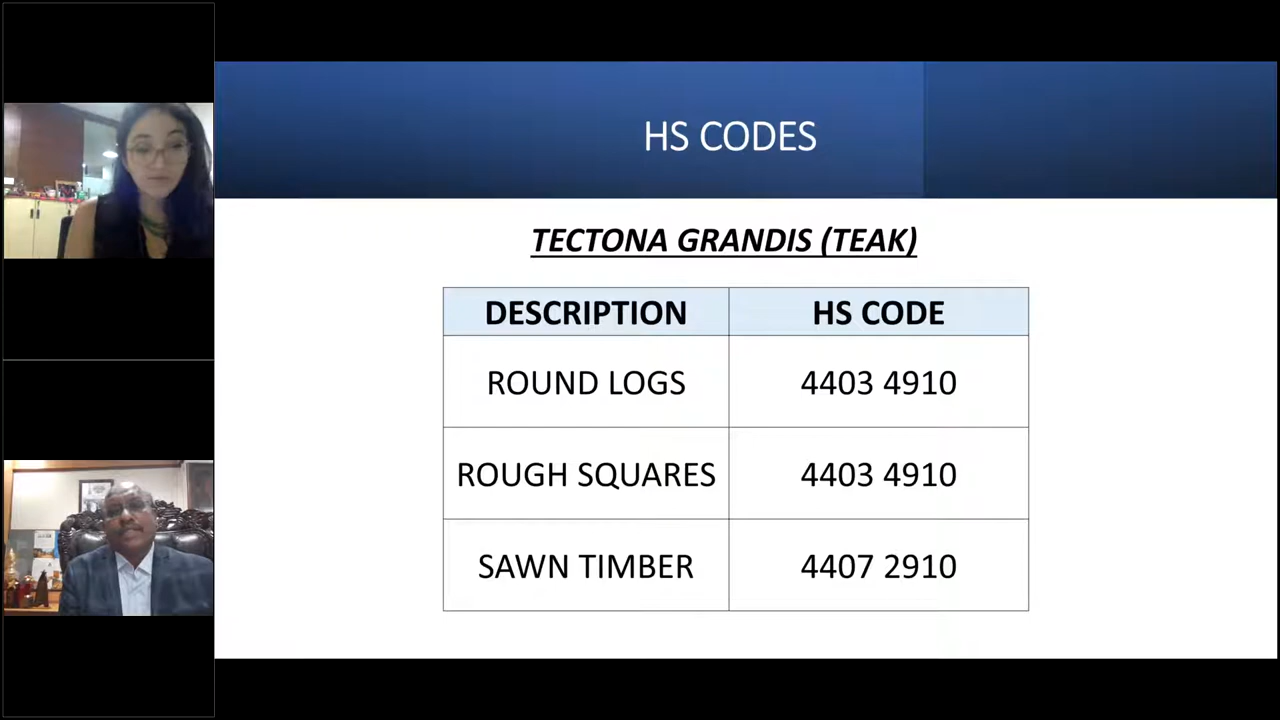 HS CODES
TECTONA GRANDIS (TEAK)
DESCRIPTION HS CODE
ROUND LOGS 4403 4910
ROUGH SQUARES 4403 4910
SAWN TIMBER 4407 2910